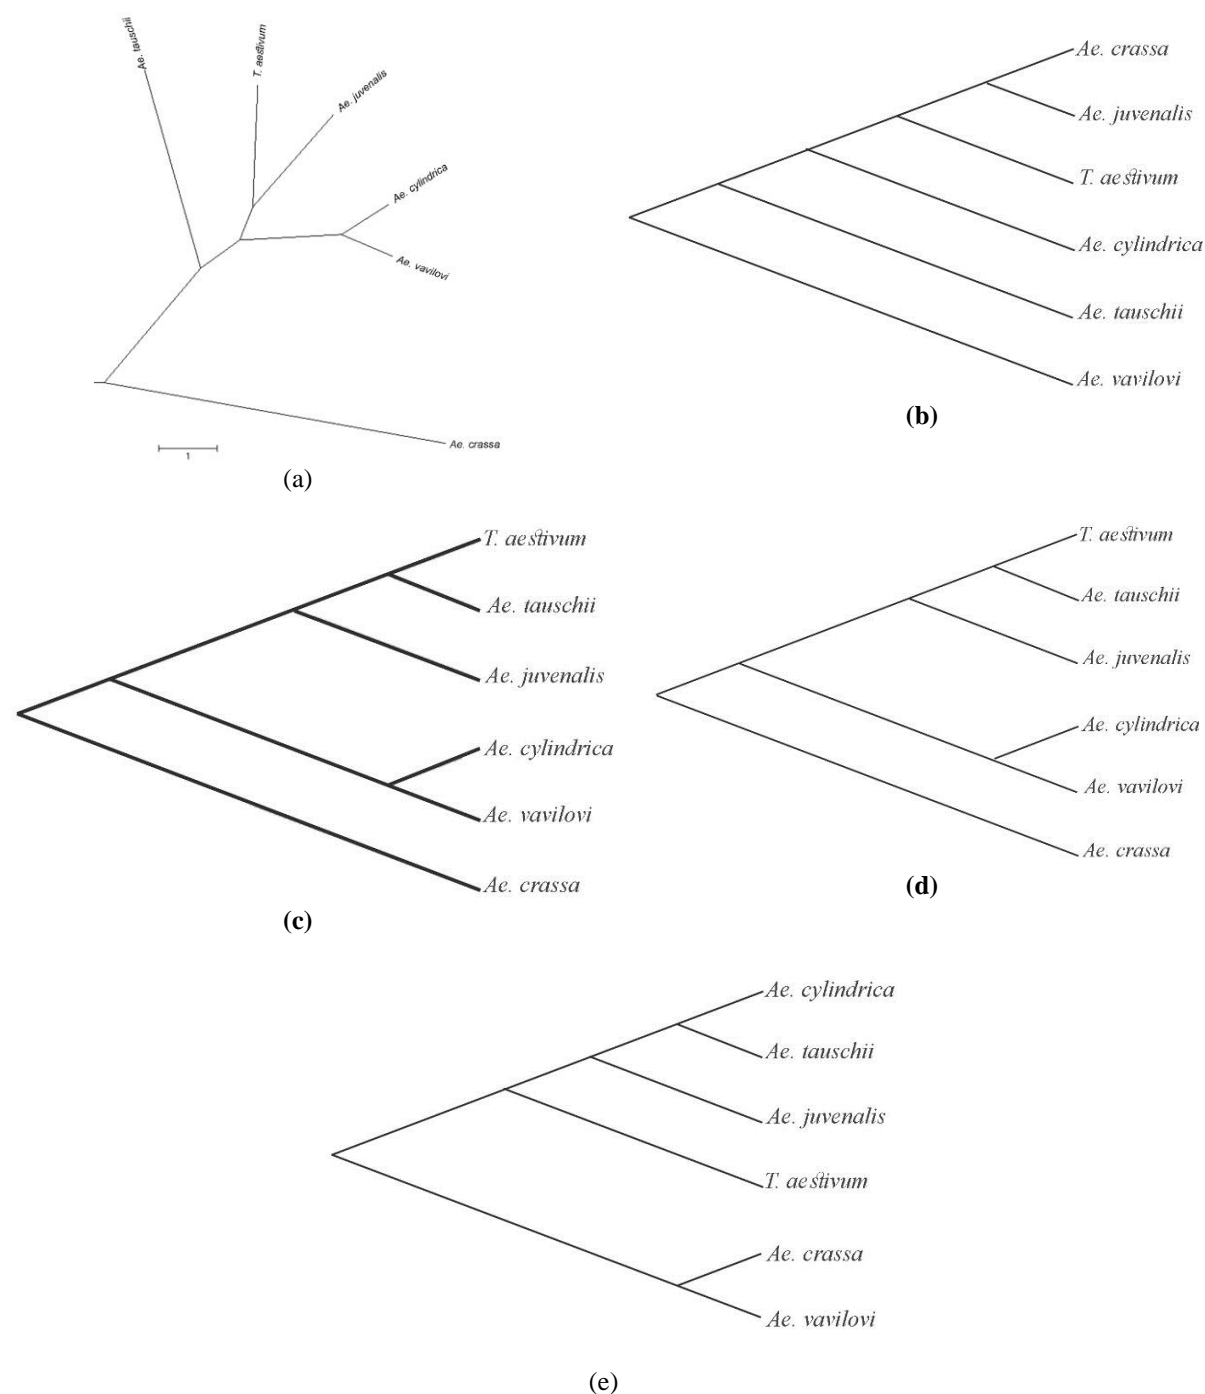 Ae. tauschii
T. aestivum
Ae. juvenalis
Ae. cylindrica
Ae. vavilovi
Ae. crassa
1
(a)
Ae. crassa
Ae. juvenalis
T. aestivum
Ae. cylindrica
Ae. tauschii
Ae. vavilovi
(b)
T. aestivum
Ae. tauschii
Ae. juvenalis
Ae. cylindrica
Ae. vavilovi
Ae. crassa
(c)
T. aestivum
Ae. tauschii
Ae. juvenalis
Ae. cylindrica
Ae. vavilovi
Ae. crassa
(d)
Ae. cylindrica
Ae. tauschii
Ae. juvenalis
T. aestivum
Ae. crassa
Ae. vavilovi
(e)